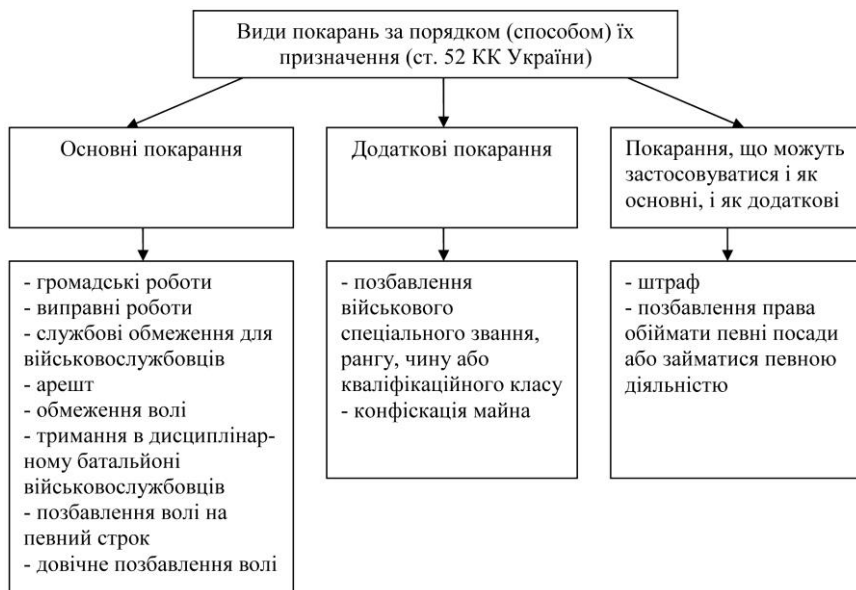 Види покарань за порядком (способом) їх
призначення (ст. 52 КК України)
Основні покарання
Додаткові покарання
Покарання, що можуть
застосовуватися і як
основні, і як додаткові
- громадські роботи
- виправні роботи
- службові обмеження для
військовослужбовців
- арешт
- обмеження волі
- тримання в дисциплінар-
ному батальйоні
військовослужбовців
- позбавлення волі на
певний строк
- довічне позбавлення волі
- позбавлення
військового
спеціального звання,
рангу, чину або
кваліфікаційного класу
- конфіскація майна
- штраф
- позбавлення права
обіймати певні посади
або займатися певною
діяльністю